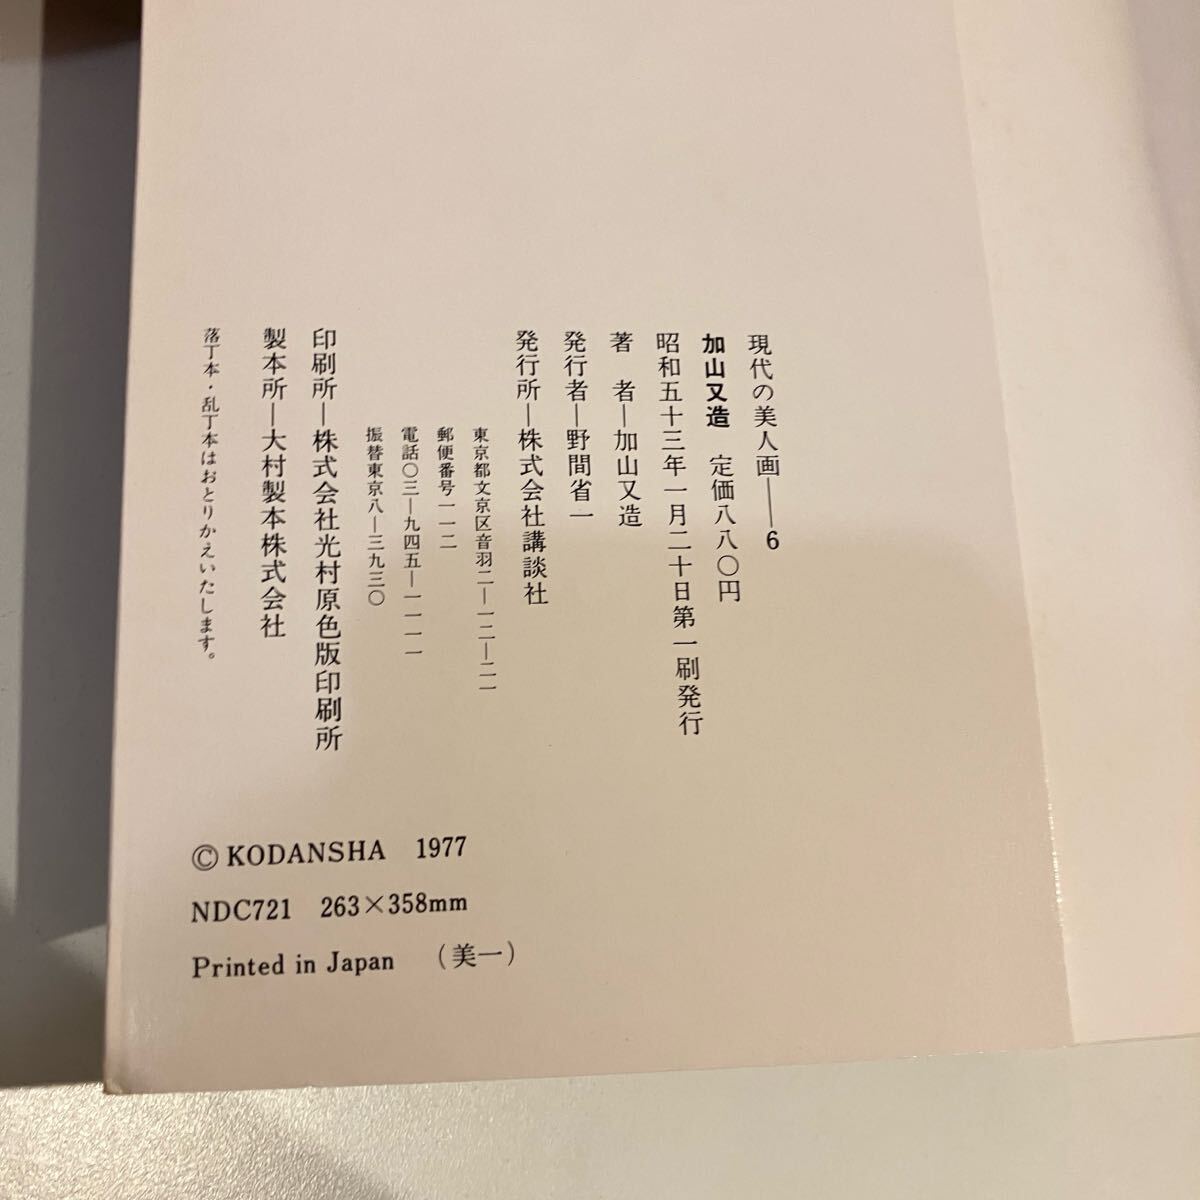 現代の美人画――6
加山又造　定価八八〇円
昭和五十三年一月二十日第一刷発行
著　者―加山又造
発行者―野間省一
発行所―株式会社講談社
東京都文京区音羽二―一二―二一
郵便番号一一二
電話〇三―九四五―一一一一
振替東京八―三九三〇
印刷所―株式会社光村原色版印刷所
製本所―大村製本株式会社
落丁本・乱丁本はおとりかえいたします。
© KODANSHA 1977
NDC721 263×358mm
Printed in Japan （美一）